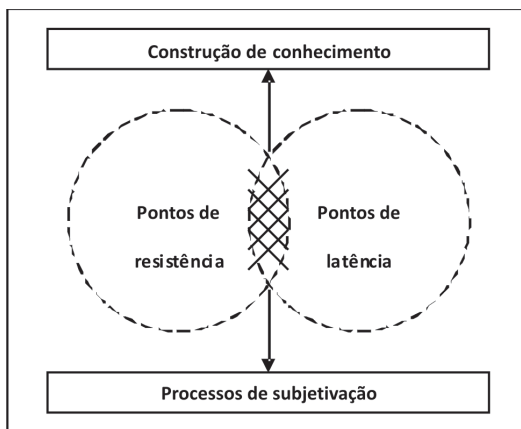 Construção de conhecimento
Pontos de
resistência
Pontos de
latência
Processos de subjetivação